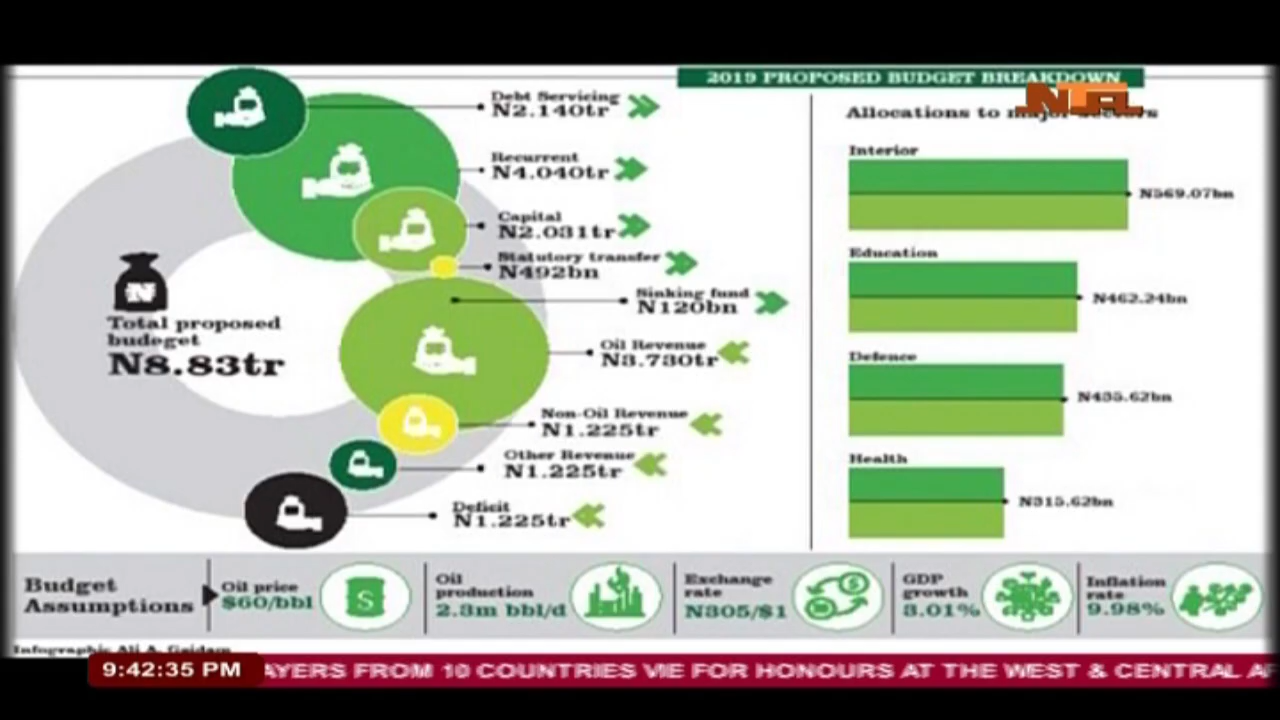 2019 PROPOSED BUDGET BREAKDOWN
NTA
Debt Servicing
N2.140tr
Recurrent
N4.040tr
Capital
N2.031tr
Statutory transfer
N492bn
Sinking fund
N120bn
Oil Revenue
N3.730tr
Non-Oil Revenue
N1.225tr
Other Revenue
N1.225tr
Deficit
N1.225tr
N
Total proposed
budeget
N8.83tr
Allocations to major sectors
Interior
N569.07bn
Education
N462.24bn
Defence
N435.62bn
Health
N315.62bn
Budget
Assumptions
Oil price
$60/bbl
Oil
production
2.3m bbl/d
Exchange
rate
N305/$1
GDP
growth
3.01%
Inflation
rate
9.98%
Infographic Ali A.
9:42:35 PM
AYERS FROM 10 COUNTRIES VIE FOR HONOURS AT THE WEST & CENTRAL AF